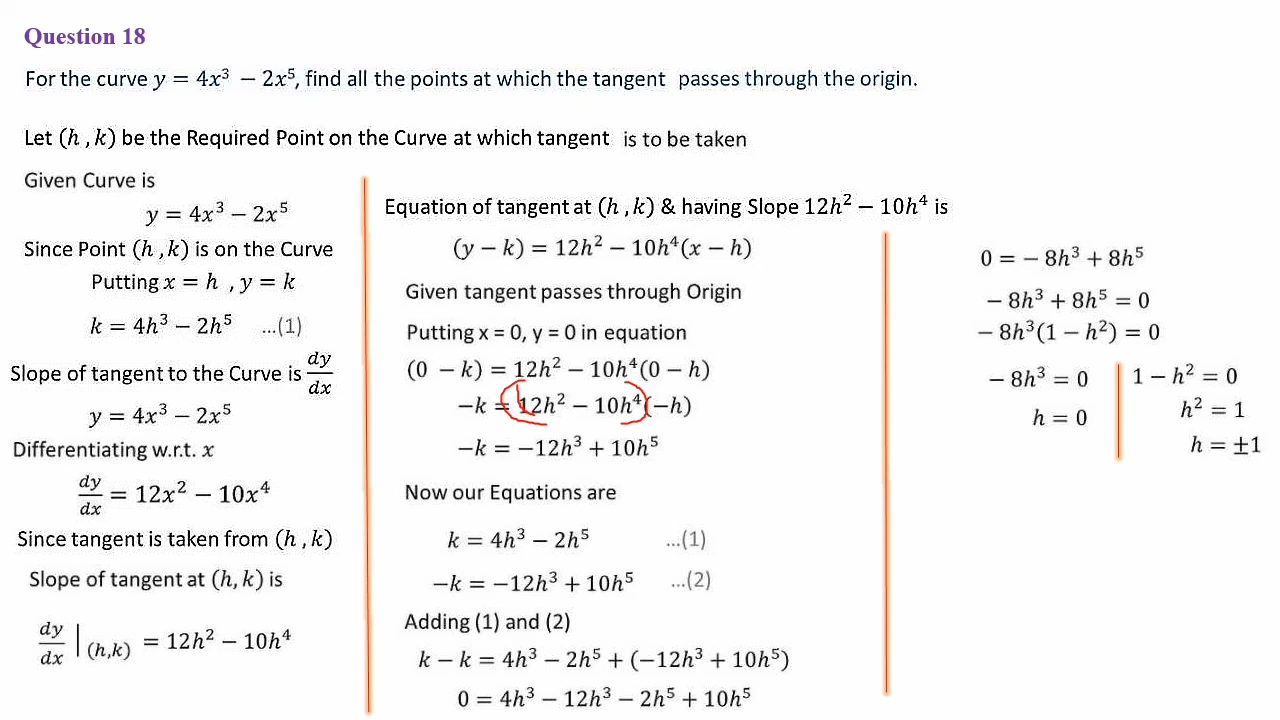 Question 18
For the curve y = 4x³ − 2x⁵, find all the points at which the tangent passes through the origin.
Let (h , k) be the Required Point on the Curve at which tangent is to be taken
Given Curve is
y = 4x³ − 2x⁵
Since Point (h , k) is on the Curve
Putting x = h , y = k
k = 4h³ − 2h⁵ ...(1)
Slope of tangent to the Curve is dy/dx
y = 4x³ − 2x⁵
Differentiating w.r.t. x
dy/dx = 12x² − 10x⁴
Since tangent is taken from (h , k)
Slope of tangent at (h, k) is
dy/dx |(h,k) = 12h² − 10h⁴
Equation of tangent at (h , k) & having Slope 12h² − 10h⁴ is
(y − k) = 12h² − 10h⁴(x − h)
Given tangent passes through Origin
Putting x = 0, y = 0 in equation
(0 − k) = 12h² − 10h⁴(0 − h)
−k = 12h² − 10h⁴(−h)
−k = −12h³ + 10h⁵
Now our Equations are
k = 4h³ − 2h⁵ ...(1)
−k = −12h³ + 10h⁵ ...(2)
Adding (1) and (2)
k − k = 4h³ − 2h⁵ + (−12h³ + 10h⁵)
0 = 4h³ − 12h³ − 2h⁵ + 10h⁵
0 = − 8h³ + 8h⁵
− 8h³ + 8h⁵ = 0
− 8h³(1 − h²) = 0
− 8h³ = 0
h = 0
1 − h² = 0
h² = 1
h = ±1